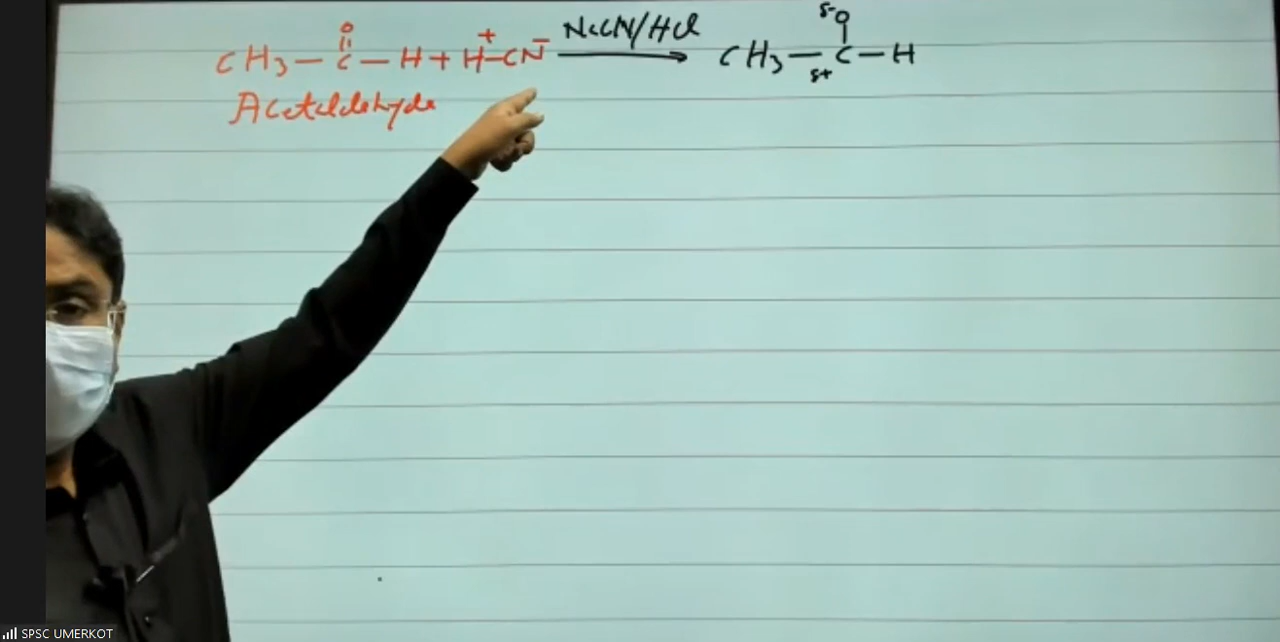 O
CH₃ — C — H + H⁺—CN⁻ NaCN/HCl → CH₃ — C — H
δ- O
δ+
Acetaldehyde
SPSC UMERKOT